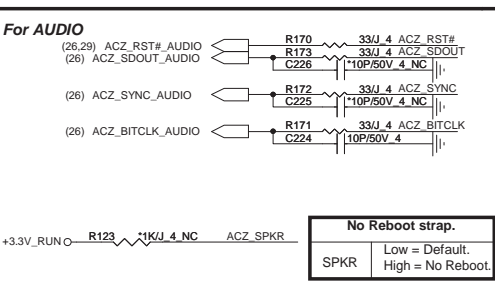 For AUDIO
(26,29) ACZ_RST#_AUDIO R170 33/J_4 ACZ_RST#
(26) ACZ_SDOUT_AUDIO R173 33/J_4 ACZ_SDOUT
C226 *10P/50V_4_NC
(26) ACZ_SYNC_AUDIO R172 33/J_4 ACZ_SYNC
C225 *10P/50V_4_NC
(26) ACZ_BITCLK_AUDIO R171 33/J_4 ACZ_BITCLK
C224 10P/50V_4
+3.3V_RUN R123 *1K/J_4_NC ACZ_SPKR
No Reboot strap.
SPKR
Low = Default.
High = No Reboot.